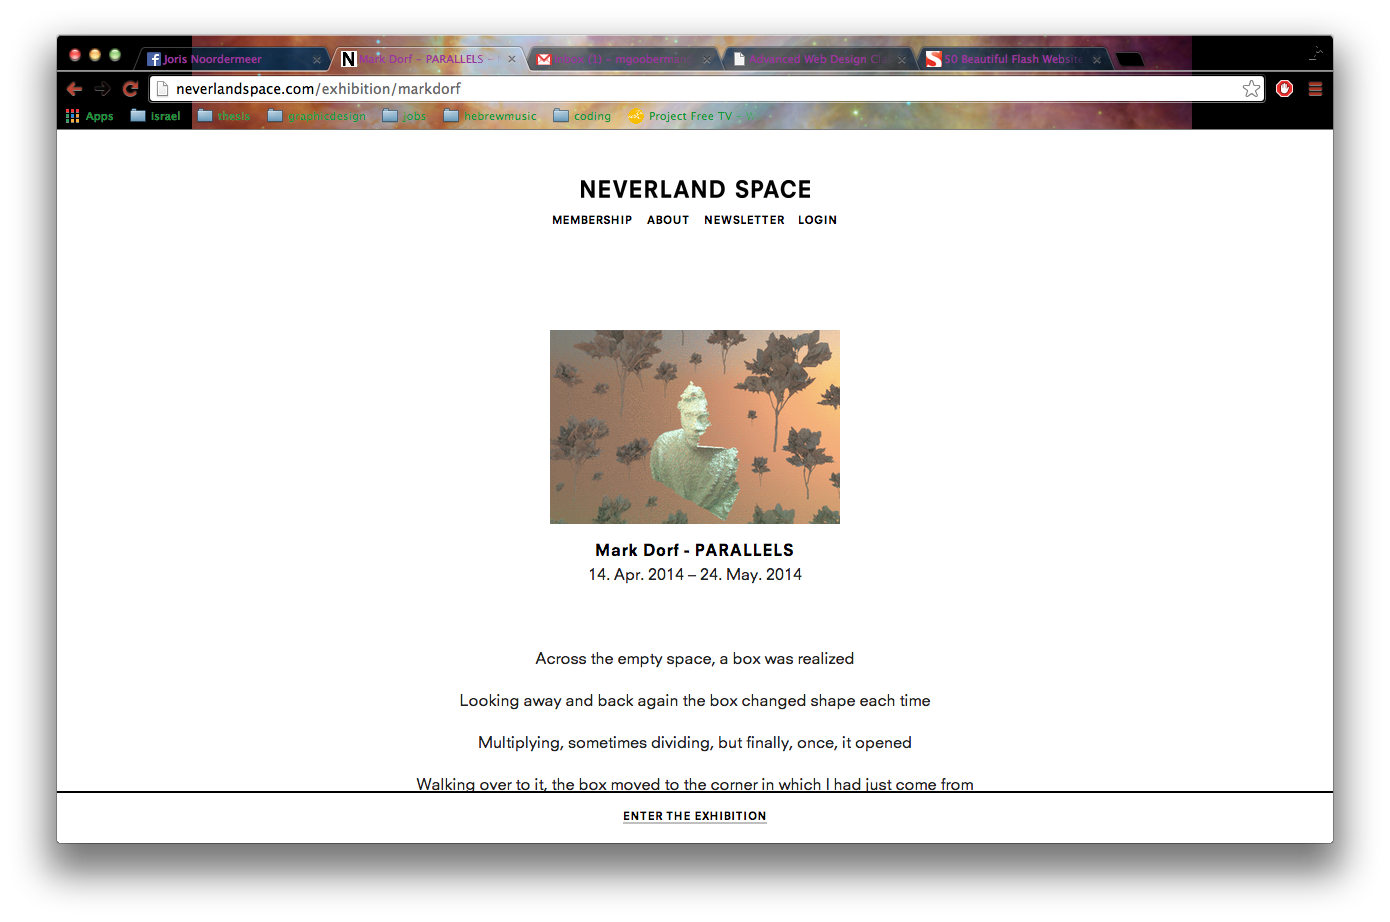 Joris Noordermeer
Mark Dorf – PARALLELS –
Inbox (1) –
Advanced Web Design
50 Beautiful Flash Website
neverlandspace.com/exhibition/markdorf
Apps Israel thesis graphicdesign jobs hebrewmusic coding Project Free TV -
NEVERLAND SPACE
MEMBERSHIP ABOUT NEWSLETTER LOGIN
Mark Dorf - PARALLELS
14. Apr. 2014 – 24. May. 2014
Across the empty space, a box was realized
Looking away and back again the box changed shape each time
Multiplying, sometimes dividing, but finally, once, it opened
Walking over to it, the box moved to the corner in which I had just come from
ENTER THE EXHIBITION